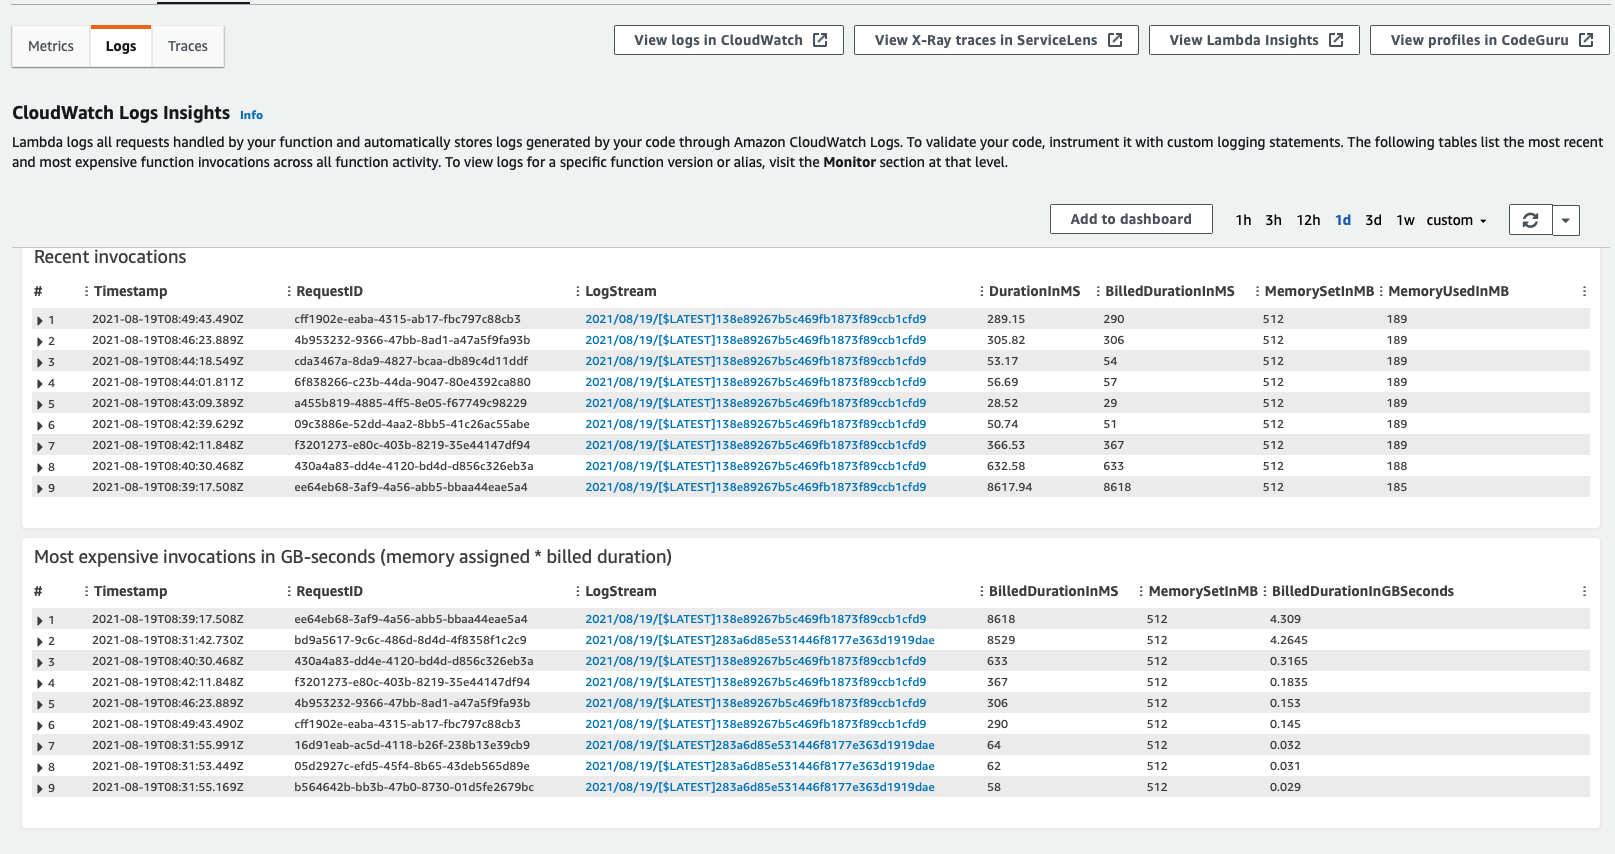 Metrics Logs Traces View logs in CloudWatch View X-Ray traces in ServiceLens View Lambda Insights View profiles in CodeGuru
CloudWatch Logs Insights Info
Lambda logs all requests handled by your function and automatically stores logs generated by your code through Amazon CloudWatch Logs. To validate your code, instrument it with custom logging statements. The following tables list the most recent
and most expensive function invocations across all function activity. To view logs for a specific function version or alias, visit the Monitor section at that level.
Add to dashboard 1h 3h 12h 1d 3d 1w custom
Recent invocations
# Timestamp RequestID LogStream DurationInMS BilledDurationInMS MemorySetInMB MemoryUsedInMB
1 2021-08-19T08:49:43.490Z cff1902e-eaba-4315-ab17-fbc797c88cb3 2021/08/19/[$LATEST]138e89267b5c469fb1873f89ccb1cfd9 289.15 290 512 189
2 2021-08-19T08:46:23.889Z 4b953232-9366-47bb-8ad1-a47a5f9fa93b 2021/08/19/[$LATEST]138e89267b5c469fb1873f89ccb1cfd9 305.82 306 512 189
3 2021-08-19T08:44:18.549Z cda3467a-8da9-4827-bcaa-db89c4d11ddf 2021/08/19/[$LATEST]138e89267b5c469fb1873f89ccb1cfd9 53.17 54 512 189
4 2021-08-19T08:44:01.811Z 6f838266-c23b-44da-9047-80e4392ca880 2021/08/19/[$LATEST]138e89267b5c469fb1873f89ccb1cfd9 56.69 57 512 189
5 2021-08-19T08:43:09.389Z a455b819-4885-4ff5-8e05-f67749c98229 2021/08/19/[$LATEST]138e89267b5c469fb1873f89ccb1cfd9 28.52 29 512 189
6 2021-08-19T08:42:39.629Z 09c3886e-52dd-4aa2-8bb5-41c26ac55abe 2021/08/19/[$LATEST]138e89267b5c469fb1873f89ccb1cfd9 50.74 51 512 189
7 2021-08-19T08:42:11.848Z f3201273-e80c-403b-8219-35e44147df94 2021/08/19/[$LATEST]138e89267b5c469fb1873f89ccb1cfd9 366.53 367 512 189
8 2021-08-19T08:40:30.468Z 430a4a83-dd4e-4120-bd4d-d856c326eb3a 2021/08/19/[$LATEST]138e89267b5c469fb1873f89ccb1cfd9 632.58 633 512 188
9 2021-08-19T08:39:17.508Z ee64eb68-3af9-4a56-abb5-bbaa44eae5a4 2021/08/19/[$LATEST]138e89267b5c469fb1873f89ccb1cfd9 8617.94 8618 512 185
Most expensive invocations in GB-seconds (memory assigned * billed duration)
# Timestamp RequestID LogStream BilledDurationInMS MemorySetInMB BilledDurationInGBSeconds
1 2021-08-19T08:39:17.508Z ee64eb68-3af9-4a56-abb5-bbaa44eae5a4 2021/08/19/[$LATEST]138e89267b5c469fb1873f89ccb1cfd9 8618 512 4.309
2 2021-08-19T08:31:42.730Z bd9a5617-9c6c-486d-8d4d-4f8358f1c2c9 2021/08/19/[$LATEST]283a6d85e531446f8177e363d1919dae 8529 512 4.2645
3 2021-08-19T08:40:30.468Z 430a4a83-dd4e-4120-bd4d-d856c326eb3a 2021/08/19/[$LATEST]138e89267b5c469fb1873f89ccb1cfd9 633 512 0.3165
4 2021-08-19T08:42:11.848Z f3201273-e80c-403b-8219-35e44147df94 2021/08/19/[$LATEST]138e89267b5c469fb1873f89ccb1cfd9 367 512 0.1835
5 2021-08-19T08:46:23.889Z 4b953232-9366-47bb-8ad1-a47a5f9fa93b 2021/08/19/[$LATEST]138e89267b5c469fb1873f89ccb1cfd9 306 512 0.153
6 2021-08-19T08:49:43.490Z cff1902e-eaba-4315-ab17-fbc797c88cb3 2021/08/19/[$LATEST]138e89267b5c469fb1873f89ccb1cfd9 290 512 0.145
7 2021-08-19T08:31:55.991Z 16d91eab-ac5d-4118-b26f-238b13e39cb9 2021/08/19/[$LATEST]283a6d85e531446f8177e363d1919dae 64 512 0.032
8 2021-08-19T08:31:53.449Z 05d2927c-efd5-45f4-8b65-43deb565d89e 2021/08/19/[$LATEST]283a6d85e531446f8177e363d1919dae 62 512 0.031
9 2021-08-19T08:31:55.169Z b564642b-bb3b-47b0-8730-01d5fe2679bc 2021/08/19/[$LATEST]283a6d85e531446f8177e363d1919dae 58 512 0.029